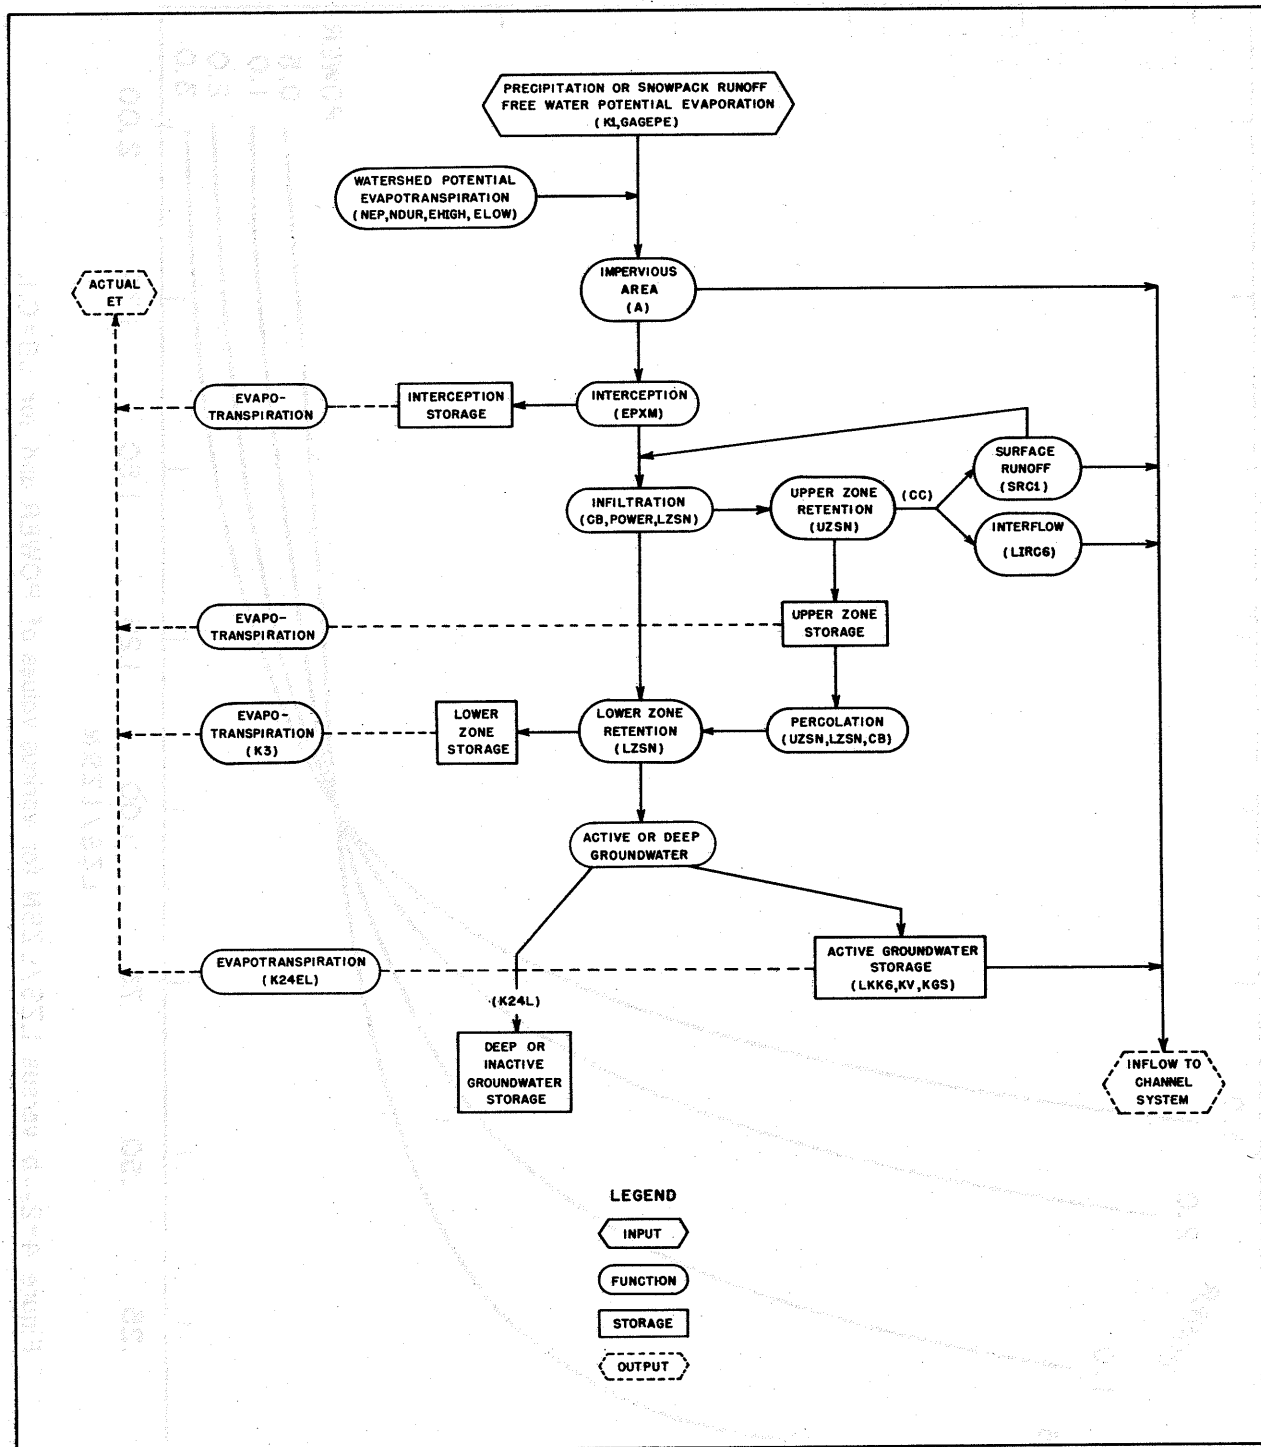 PRECIPITATION OR SNOWPACK RUNOFF
FREE WATER POTENTIAL EVAPORATION
(K1,GAGEPE)
WATERSHED POTENTIAL
EVAPOTRANSPIRATION
(NEP,NDUR,EHIGH,ELOW)
ACTUAL
ET
IMPERVIOUS
AREA
(A)
EVAPO-
TRANSPIRATION
INTERCEPTION
STORAGE
INTERCEPTION
(EPXM)
SURFACE
RUNOFF
(SRC1)
INFILTRATION
(CB,POWER,LZSN)
UPPER ZONE
RETENTION
(UZSN)
(CC)
INTERFLOW
(LIRC6)
EVAPO-
TRANSPIRATION
UPPER ZONE
STORAGE
EVAPO-
TRANSPIRATION
(K3)
LOWER
ZONE
STORAGE
LOWER ZONE
RETENTION
(LZSN)
PERCOLATION
(UZSN,LZSN,CB)
ACTIVE OR DEEP
GROUNDWATER
EVAPOTRANSPIRATION
(K24EL)
ACTIVE GROUNDWATER
STORAGE
(LKK6,KV,KGS)
(K24L)
DEEP OR
INACTIVE
GROUNDWATER
STORAGE
INFLOW TO
CHANNEL
SYSTEM
LEGEND
INPUT
FUNCTION
STORAGE
OUTPUT